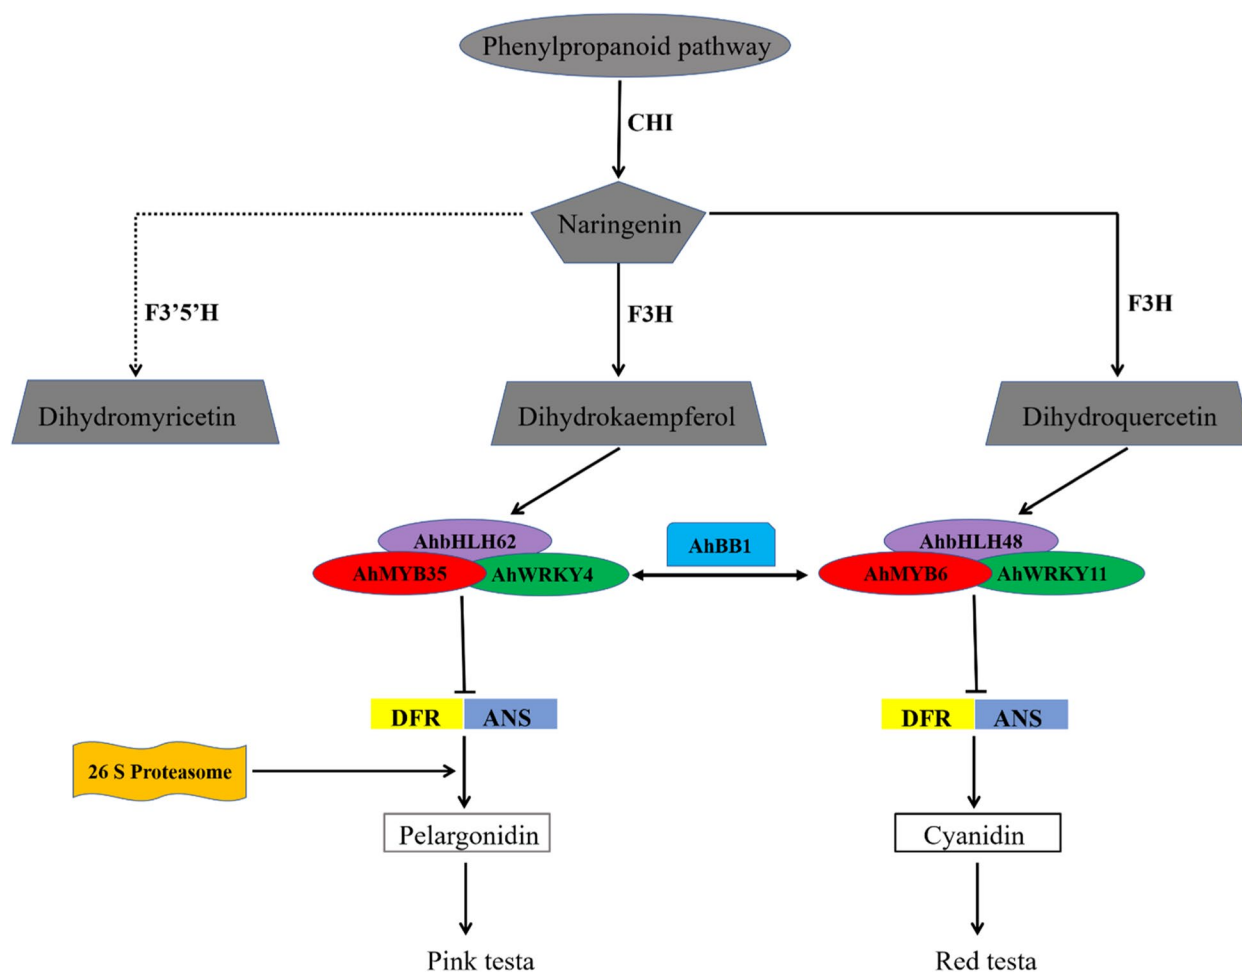 Phenylpropanoid pathway
CHI
Naringenin
F3’5’H
F3H
F3H
Dihydromyricetin
Dihydrokaempferol
Dihydroquercetin
AhbHLH62
AhMYB35
AhWRKY4
AhBB1
AhbHLH48
AhMYB6
AhWRKY11
DFR
ANS
DFR
ANS
26 S Proteasome
Pelargonidin
Cyanidin
Pink testa
Red testa